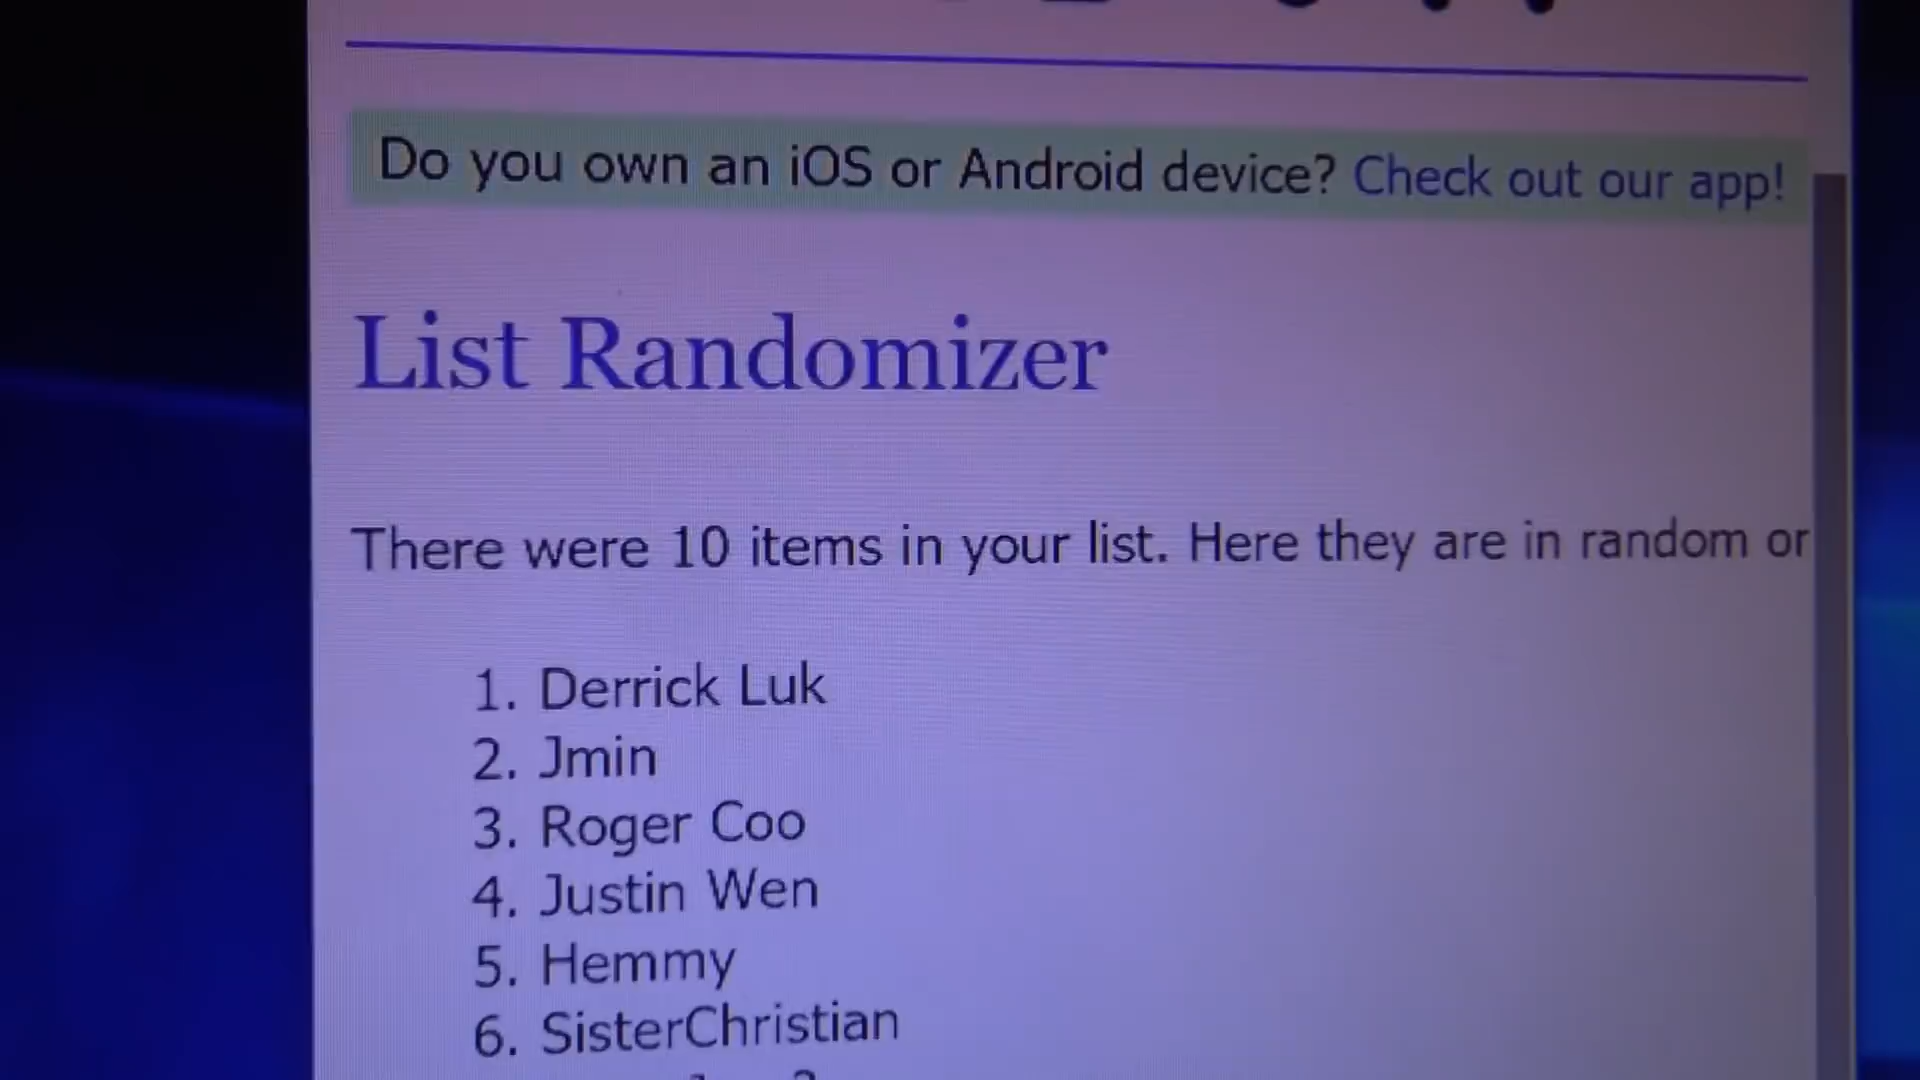 Do you own an iOS or Android device? Check out our app!
List Randomizer
There were 10 items in your list. Here they are in random or
1. Derrick Luk
2. Jmin
3. Roger Coo
4. Justin Wen
5. Hemmy
6. SisterChristian